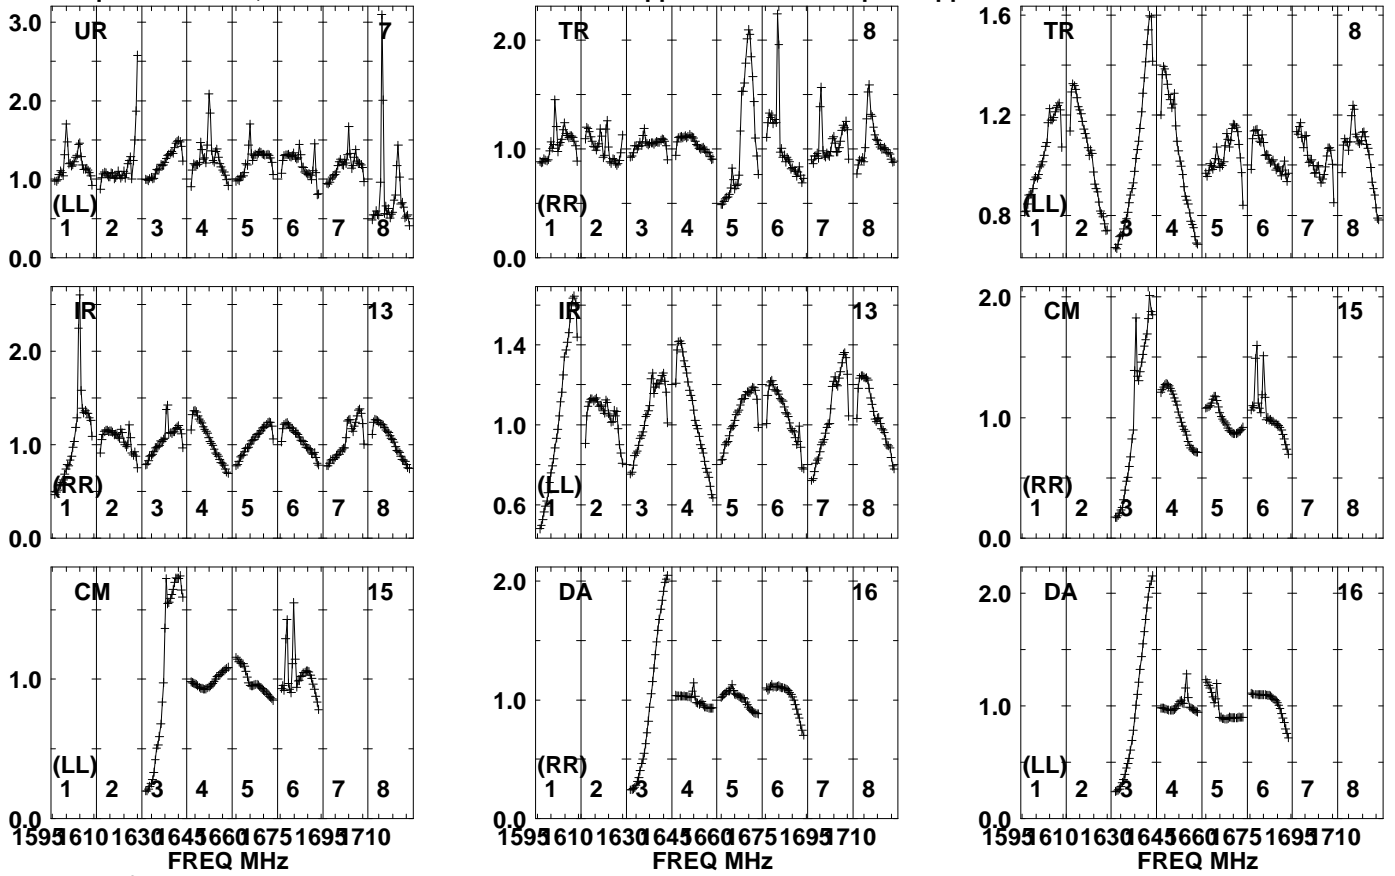 3.0 UR 7
2.0
1.0
(LL)
1 2 3 4 5 6 7 8
0.0
2.0 TR 8
1.0
(RR)
1 2 3 4 5 6 7 8
0.0
1.6 TR 8
1.2
0.8 (LL)
1 2 3 4 5 6 7 8
IR 13
2.0
1.0
(RR)
1 2 3 4 5 6 7 8
0.0
IR 13
1.4
1.0
0.6 (LL)
1 2 3 4 5 6 7 8
2.0 CM 15
1.0
(RR)
1 2 3 4 5 6 7 8
0.0
CM 15
1.0
(LL)
1 2 3 4 5 6 7 8
0.0
1595 1610 1630 1645 1660 1675 1695 1710
FREQ MHz
2.0 DA 16
1.0
(RR)
1 2 3 4 5 6 7 8
0.0
1595 1610 1630 1645 1660 1675 1695 1710
FREQ MHz
2.0 DA 16
1.0
(LL)
1 2 3 4 5 6 7 8
0.0
1595 1610 1630 1645 1660 1675 1695 1710
FREQ MHz